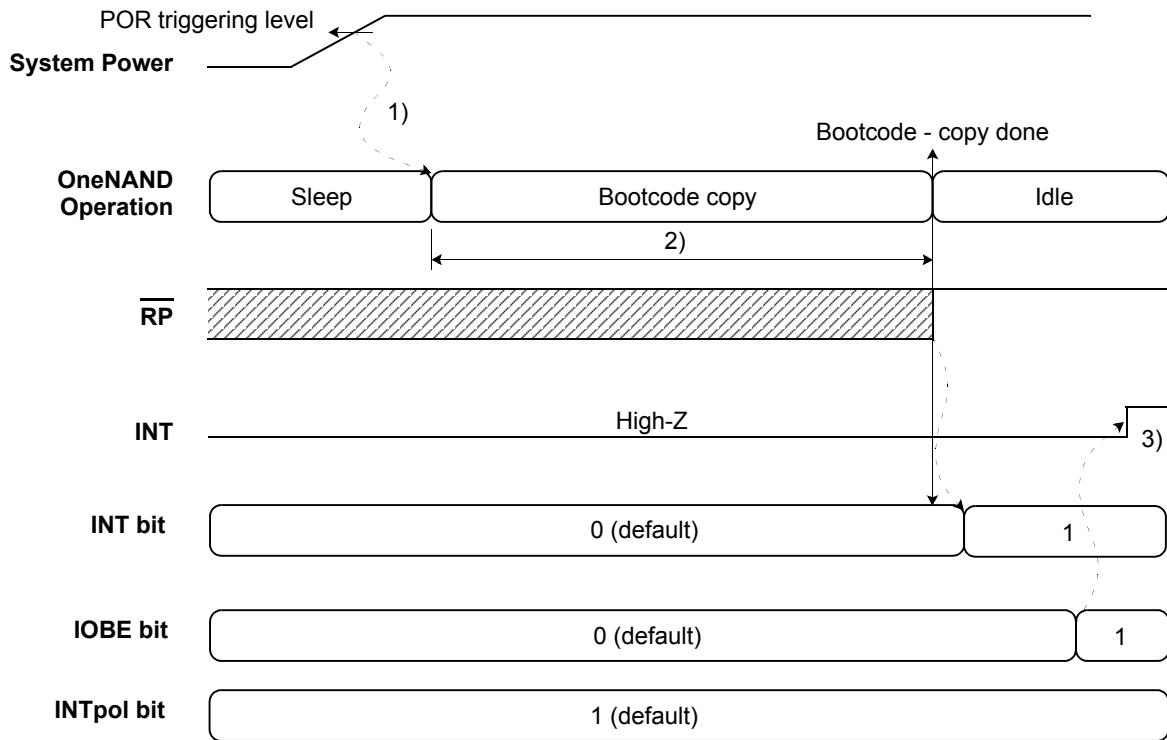 POR triggering level
System Power
1)
Bootcode - copy done
OneNAND
Operation
Sleep
Bootcode copy
Idle
2)
RP
INT
High-Z
3)
INT bit
0 (default)
1
IOBE bit
0 (default)
1
INTpol bit
1 (default)